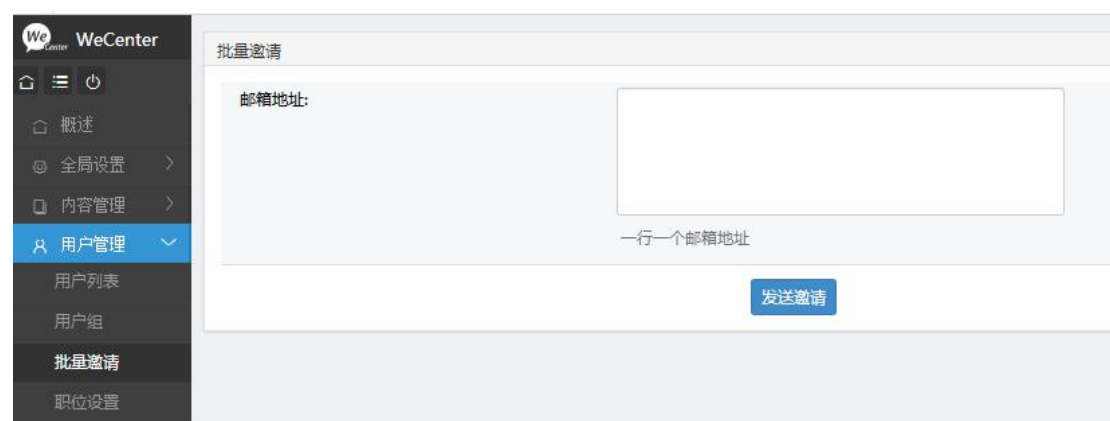 WeCenter WeCenter
概述
全局设置
内容管理
用户管理
用户列表
用户组
批量邀请
职位设置
批量邀请
邮箱地址:
一行一个邮箱地址
发送邀请